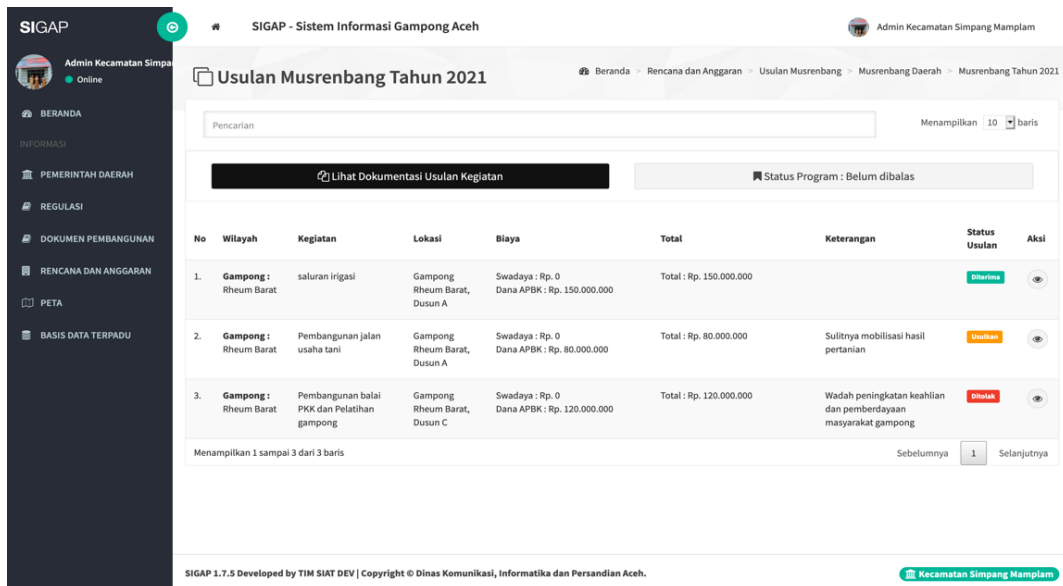 SIGAP
SIGAP - Sistem Informasi Gampong Aceh
Admin Kecamatan Simpang Mamplam
Admin Kecamatan Simpa
Online
BERANDA
INFORMASI
PEMERINTAH DAERAH
REGULASI
DOKUMEN PEMBANGUNAN
RENCANA DAN ANGGARAN
PETA
BASIS DATA TERPADU
Usulan Musrenbang Tahun 2021
Beranda > Rencana dan Anggaran > Usulan Musrenbang > Musrenbang Daerah > Musrenbang Tahun 2021
Pencarian
Menampilkan 10 baris
Lihat Dokumentasi Usulan Kegiatan
Status Program : Belum dibalas
No Wilayah Kegiatan Lokasi Biaya Total Keterangan Status Usulan Aksi
1. Gampong : saluran irigasi Gampong Swadaya : Rp. 0 Total : Rp. 150.000.000 Diterima
Rheum Barat Rheum Barat, Dana APBK : Rp. 150.000.000
Dusun A
2. Gampong : Pembangunan jalan Gampong Swadaya : Rp. 0 Total : Rp. 80.000.000 Sulitnya mobilisasi hasil Usulkan
Rheum Barat usaha tani Rheum Barat, Dana APBK : Rp. 80.000.000 pertanian
Dusun A
3. Gampong : Pembangunan balai Gampong Swadaya : Rp. 0 Total : Rp. 120.000.000 Wadah peningkatan keahlian Ditolak
Rheum Barat PKK dan Pelatihan Rheum Barat, Dana APBK : Rp. 120.000.000 dan pemberdayaan
gampong Dusun C masyarakat gampong
Menampilkan 1 sampai 3 dari 3 baris
Sebelumnya 1 Selanjutnya
SIGAP 1.7.5 Developed by TIM SIAT DEV | Copyright © Dinas Komunikasi, Informatika dan Persandian Aceh.
Kecamatan Simpang Mamplam